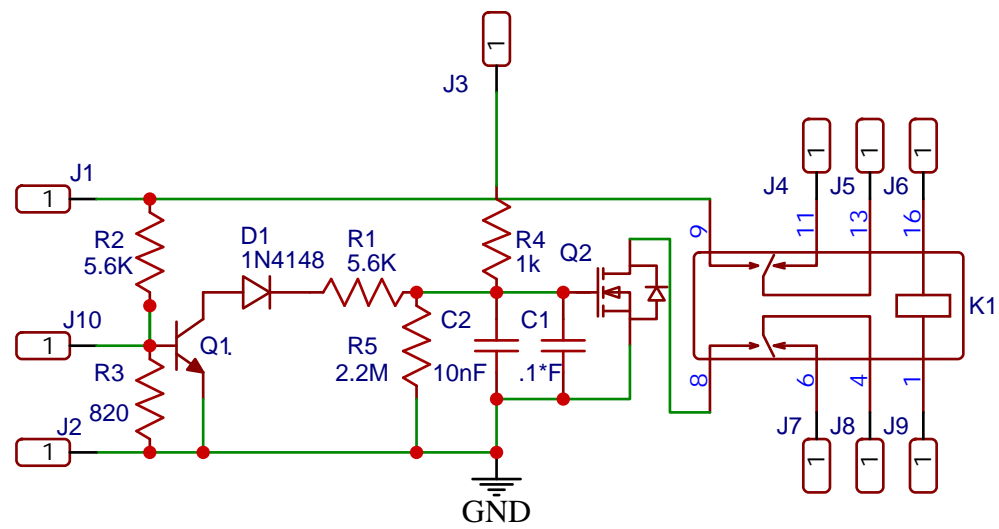 J3
1
J1
1
R2
5.6K
D1
1N4148
R1
5.6K
R4
1k
Q2
J4
1
J5
1
J6
1
9
11
13
16
K1
J10
1
Q1.
R3
820
R5
2.2M
C2
10nF
C1
.1*F
8
6
4
1
J2
1
J7
1
J8
1
J9
1
GND